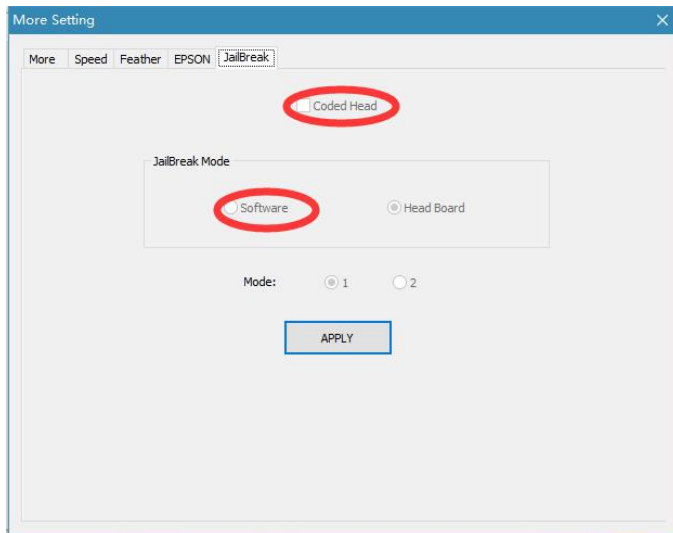 More Setting
More Speed Feather EPSON JailBreak
Coded Head
JailBreak Mode
Software Head Board
Mode: 1 2
APPLY